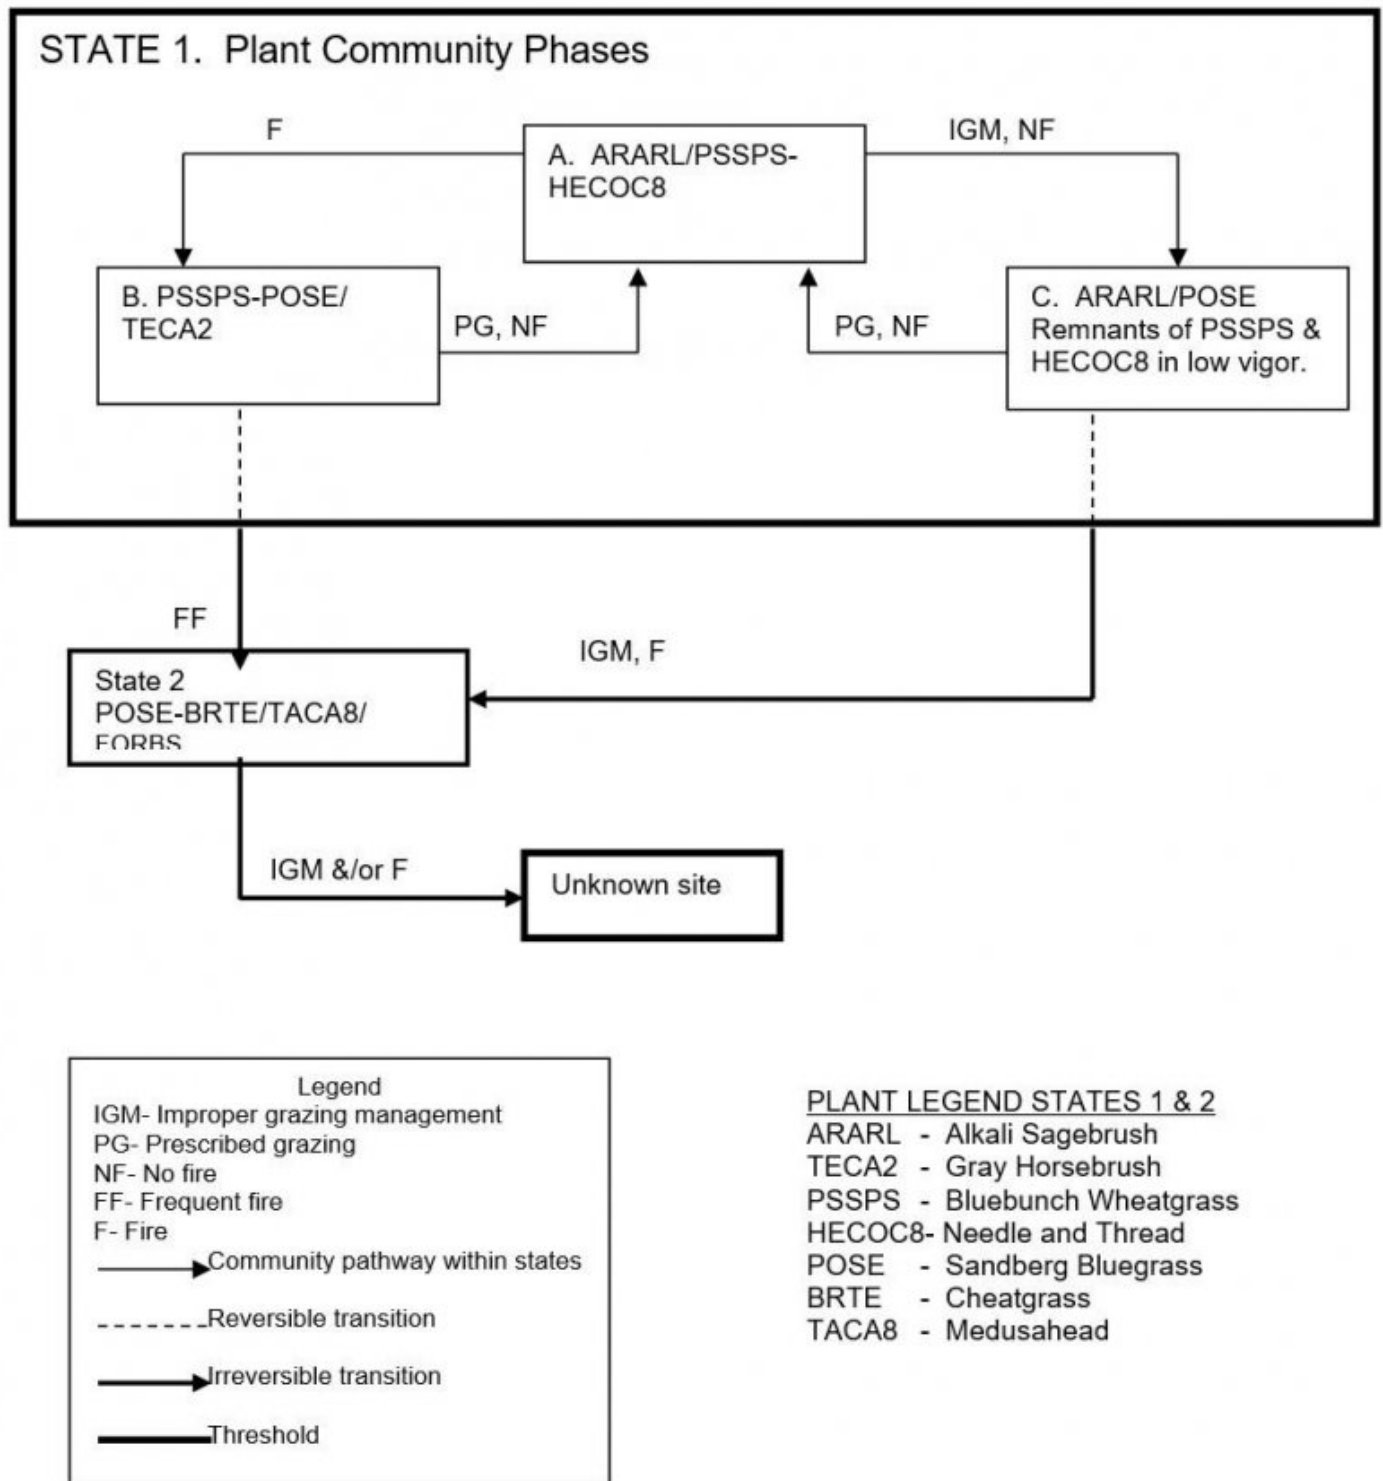 STATE 1. Plant Community Phases
F
IGM, NF
A. ARARL/PSSPS-
HECOC8
B. PSSPS-POSE/
TECA2
PG, NF
PG, NF
C. ARARL/POSE
Remnants of PSSPS &
HECOC8 in low vigor.
FF
IGM, F
State 2
POSE-BRTE/TACA8/
FORBS
IGM &/or F
Unknown site
Legend
IGM- Improper grazing management
PG- Prescribed grazing
NF- No fire
FF- Frequent fire
F- Fire
Community pathway within states
Reversible transition
Irreversible transition
Threshold
PLANT LEGEND STATES 1 & 2
ARARL - Alkali Sagebrush
TECA2 - Gray Horsebrush
PSSPS - Bluebunch Wheatgrass
HECOC8- Needle and Thread
POSE - Sandberg Bluegrass
BRTE - Cheatgrass
TACA8 - Medusahead